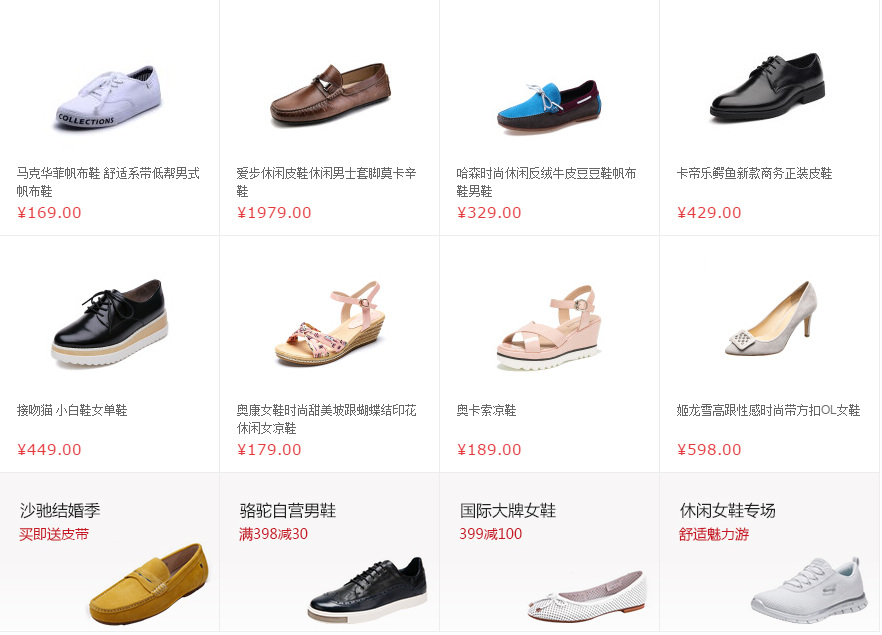 COLLECTIONS
马克华菲帆布鞋 舒适系带低帮男式
帆布鞋
¥169.00
爱步休闲皮鞋休闲男士套脚莫卡辛
鞋
¥1979.00
哈森时尚休闲反绒牛皮豆豆鞋帆布
鞋男鞋
¥329.00
卡帝乐鳄鱼新款商务正装皮鞋
¥429.00
接吻猫 小白鞋女单鞋
¥449.00
奥康女鞋时尚甜美坡跟蝴蝶结印花
休闲女凉鞋
¥179.00
奥卡索凉鞋
¥189.00
姬龙雪高跟性感时尚带方扣OL女鞋
¥598.00
沙驰结婚季
买即送皮带
骆驼自营男鞋
满398减30
国际大牌女鞋
399减100
休闲女鞋专场
舒适魅力游